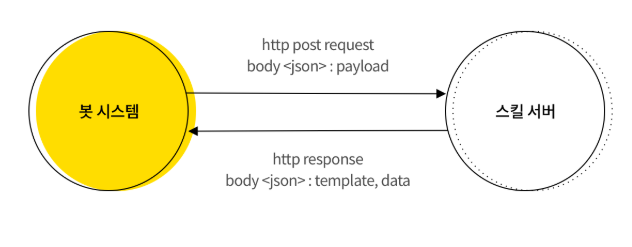 http post request
body <json> : payload
봇 시스템
스킬 서버
http response
body <json> : template, data